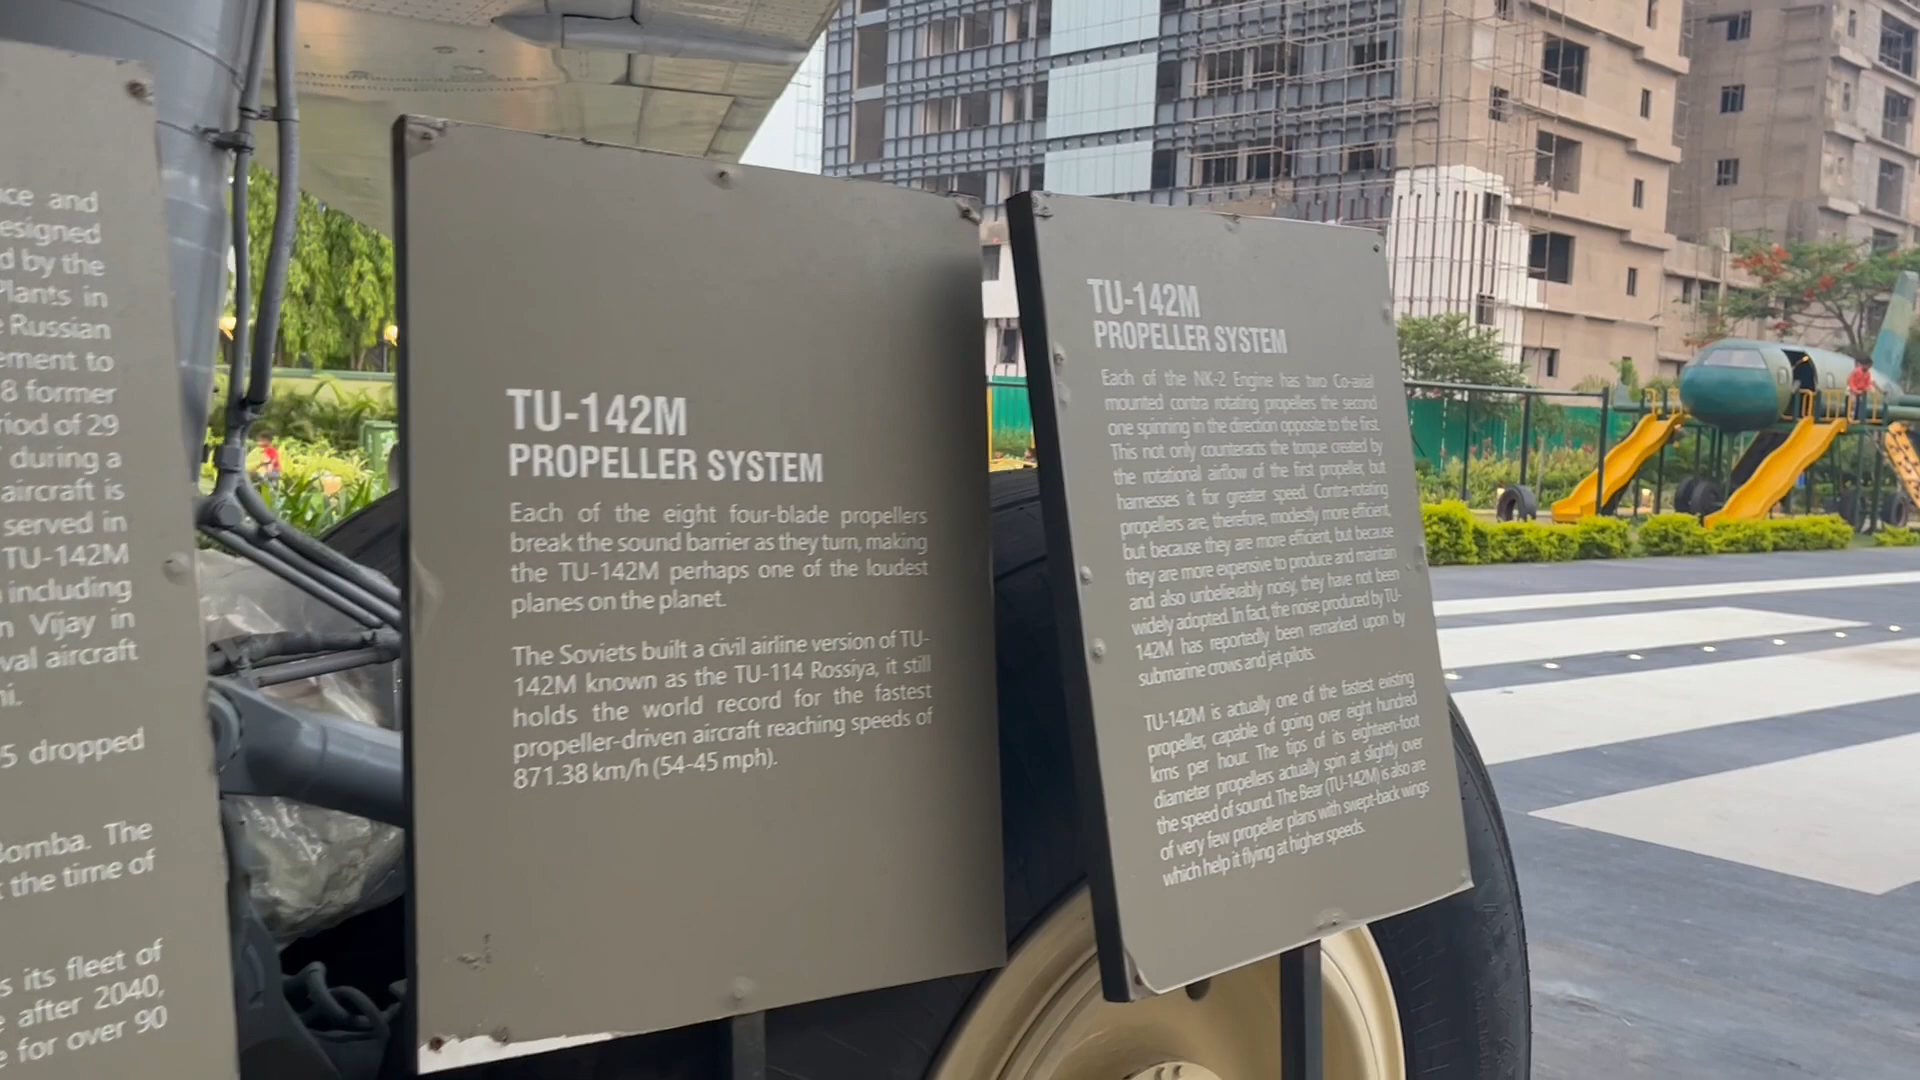 ce and
esigned
d by the
Plants in
Russian
ement to
8 former
riod of 29
during a
aircraft is
served in
TU-142M
including
n Vijay in
val aircraft
ni.
5 dropped
Bomba. The
the time of
s its fleet of
after 2040,
for over 90
TU-142M
PROPELLER SYSTEM
Each of the eight four-blade propellers
break the sound barrier as they turn, making
the TU-142M perhaps one of the loudest
planes on the planet.
The Soviets built a civil airline version of TU-
142M known as the TU-114 Rossiya, it still
holds the world record for the fastest
propeller-driven aircraft reaching speeds of
871.38 km/h (54-45 mph).
TU-142M
PROPELLER SYSTEM
Each of the NK-2 Engine has two Co-axial
mounted contra rotating propellers the second
one spinning in the direction opposite to the first.
This not only counteracts the torque created by
the rotational airflow of the first propeller, but
harnesses it for greater speed. Contra-rotating
propellers are, therefore, modestly more efficient,
but because they are more efficient, but because
they are more expensive to produce and maintain
and also unbelievably noisy, they have not been
widely adopted. In fact, the noise produced by TU-
142M has reportedly been remarked upon by
submarine crows and jet pilots.
TU-142M is actually one of the fastest existing
propeller, capable of going over eight hundred
kms per hour. The tips of its eighteen-foot
diameter propellers actually spin at slightly over
the speed of sound. The Bear (TU-142M) is also are
of very few propeller plans with swept-back wings
which help it flying at higher speeds.